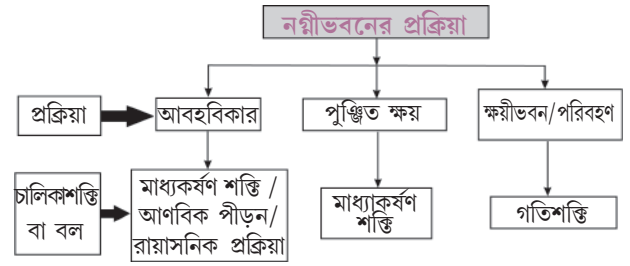 নগ্নীভবনের প্রক্রিয়া
প্রক্রিয়া
আবহবিকার
পুঞ্জিত ক্ষয়
ক্ষয়ীভবন/পরিবহণ
চালিকাশক্তি
বা বল
মাধ্যকর্ষণ শক্তি /
আণবিক পীড়ন/
রায়াসনিক প্রক্রিয়া
মাধ্যাকর্ষণ
শক্তি
গতিশক্তি